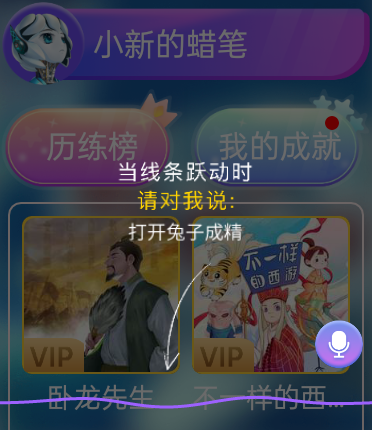 小新的蜡笔
历练榜
我的成就
当线条跃动时
请对我说:
打开兔子成精
不一样
的西游
VIP
VIP
卧龙先生
不一样的西...